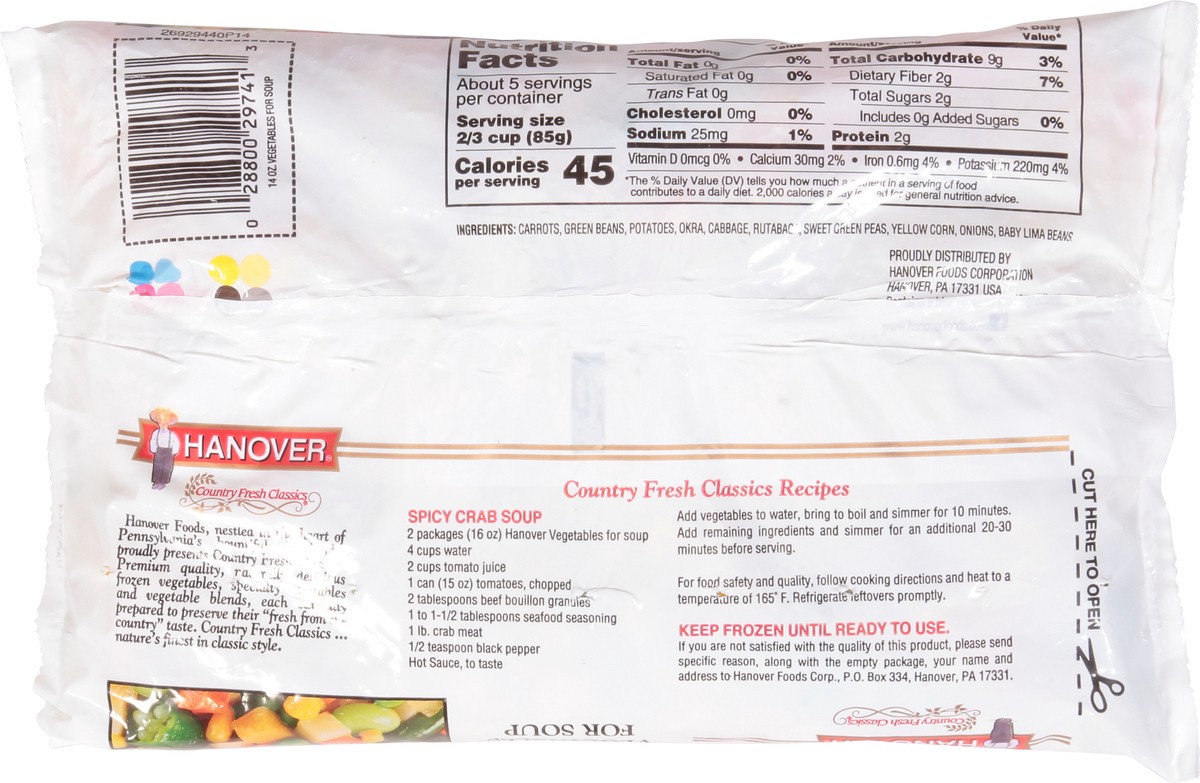 26929440P14
0 28800 29741 3
14 OZ VEGETABLES FOR SOUP
Nutrition
Facts
About 5 servings
per container
Serving size
2/3 cup (85g)
Calories
per serving 45
Amount/serving Value*
Total Fat 0g 0%
Saturated Fat 0g 0%
Trans Fat 0g
Cholesterol 0mg 0%
Sodium 25mg 1%
% Daily
Value*
Total Carbohydrate 9g 3%
Dietary Fiber 2g 7%
Total Sugars 2g
Includes 0g Added Sugars 0%
Protein 2g
Vitamin D 0mcg 0% • Calcium 30mg 2% • Iron 0.6mg 4% • Potassium 220mg 4%
*The % Daily Value (DV) tells you how much a nutrient in a serving of food
contributes to a daily diet. 2,000 calories a day is used for general nutrition advice.
INGREDIENTS: CARROTS, GREEN BEANS, POTATOES, OKRA, CABBAGE, RUTABAGA, SWEET GREEN PEAS, YELLOW CORN, ONIONS, BABY LIMA BEANS
PROUDLY DISTRIBUTED BY
HANOVER FOODS CORPORATION
HANOVER, PA 17331 USA
HANOVER®
Country Fresh Classics
Hanover Foods, nestled in heart of
Pennsylvania's
proudly presents Country Fresh
Premium quality,
frozen vegetables, specialty
and vegetable blends, each
prepared to preserve their "fresh from
country" taste. Country Fresh Classics ...
nature's finest in classic style.
Country Fresh Classics Recipes
SPICY CRAB SOUP
2 packages (16 oz) Hanover Vegetables for soup
4 cups water
2 cups tomato juice
1 can (15 oz) tomatoes, chopped
2 tablespoons beef bouillon granules
1 to 1-1/2 tablespoons seafood seasoning
1 lb. crab meat
1/2 teaspoon black pepper
Hot Sauce, to taste
Add vegetables to water, bring to boil and simmer for 10 minutes.
Add remaining ingredients and simmer for an additional 20-30
minutes before serving.
For food safety and quality, follow cooking directions and heat to a
temperature of 165° F. Refrigerate leftovers promptly.
KEEP FROZEN UNTIL READY TO USE.
If you are not satisfied with the quality of this product, please send
specific reason, along with the empty package, your name and
address to Hanover Foods Corp., P.O. Box 334, Hanover, PA 17331.
CUT HERE TO OPEN
FOR SOUP
Country Fresh Classics
HANOVER